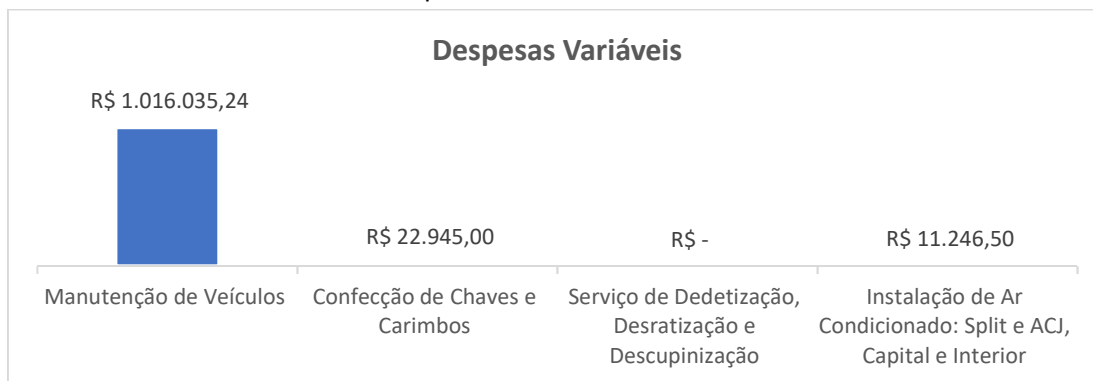 Despesas Variáveis
R$ 1.016.035,24
R$ 22.945,00
R$ -
R$ 11.246,50
Manutenção de Veículos
Confecção de Chaves e
Carimbos
Serviço de Dedetização,
Desratização e
Descupinização
Instalação de Ar
Condicionado: Split e ACJ,
Capital e Interior